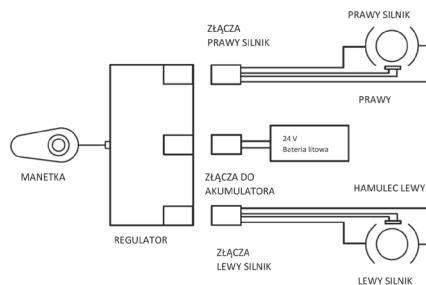 ZŁĄCZA
PRAWY SILNIK
PRAWY SILNIK
PRAWY
24 V
Bateria litowa
MANETKA
ZŁĄCZA DO
AKUMULATORA
HAMULEC LEWY
REGULATOR
ZŁĄCZA
LEWY SILNIK
LEWY SILNIK